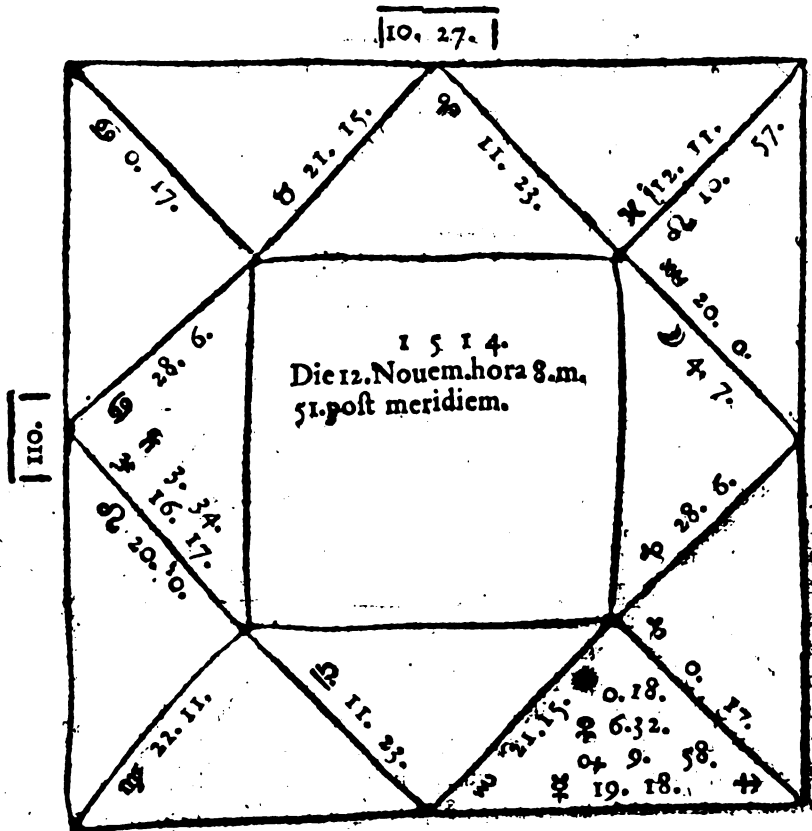 10. 27.
♋ 0. 17.
♉ 21. 15.
♈ 11. 23.
♓ 12. 11.
☊ 10. 57.
♒ 20. 0.
☽ 4. 7.
♋ 28. 6.
110.
3. 34.
16. 17.
♌ 20. 0.
1 5 1 4.
Die 12. Nouem. hora 8. m.
51. poſt meridiem.
♑ 28. 6.
♑ 0. 17.
♍ 22. 11.
♎ 11. 23.
♏ 21. 15.
0. 18.
♀ 6. 32.
♂ 9. 58.
☿ 19. 18. ♐